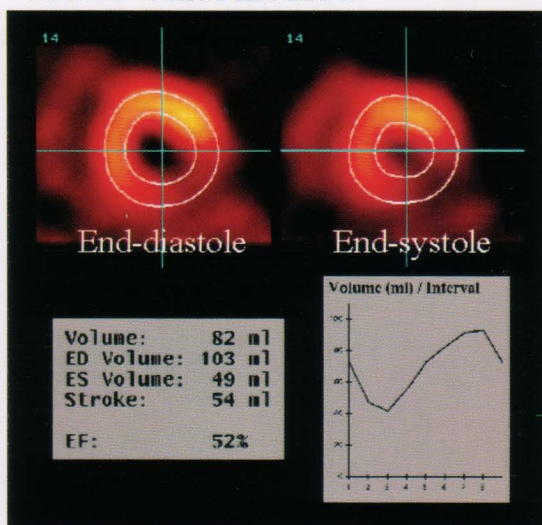 14
14
End-diastole
End-systole
Volume: 82 ml
ED Volume: 103 ml
ES Volume: 49 ml
Stroke: 54 ml
EF: 52%
Volume (ml) / Interval
1 2 3 4 5 6 7 8